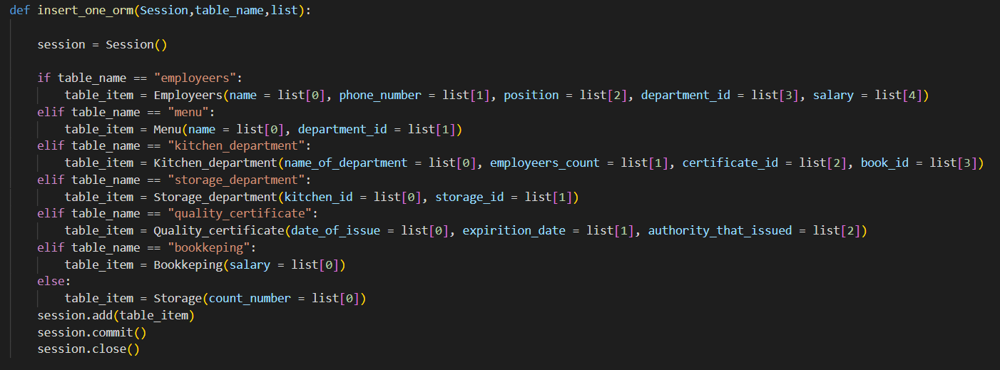 def insert_one_orm(Session,table_name,list):
session = Session()
if table_name == "employeers":
table_item = Employeers(name = list[0], phone_number = list[1], position = list[2], department_id = list[3], salary = list[4])
elif table_name == "menu":
table_item = Menu(name = list[0], department_id = list[1])
elif table_name == "kitchen_department":
table_item = Kitchen_department(name_of_department = list[0], employeers_count = list[1], certificate_id = list[2], book_id = list[3])
elif table_name == "storage_department":
table_item = Storage_department(kitchen_id = list[0], storage_id = list[1])
elif table_name == "quality_certificate":
table_item = Quality_certificate(date_of_issue = list[0], expirition_date = list[1], authority_that_issued = list[2])
elif table_name == "bookkeping":
table_item = Bookkeping(salary = list[0])
else:
table_item = Storage(count_number = list[0])
session.add(table_item)
session.commit()
session.close()